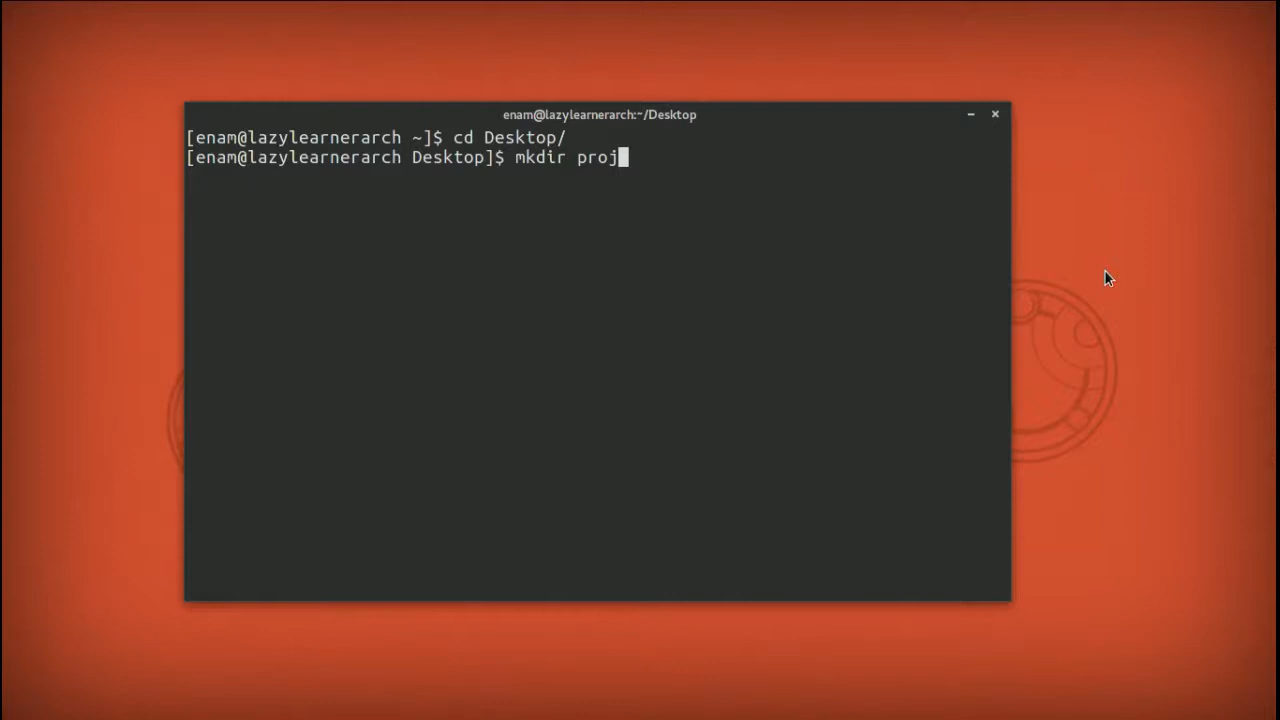 enam@lazylearnerarch:~/Desktop
[enam@lazylearnerarch ~]$ cd Desktop/
[enam@lazylearnerarch Desktop]$ mkdir proj